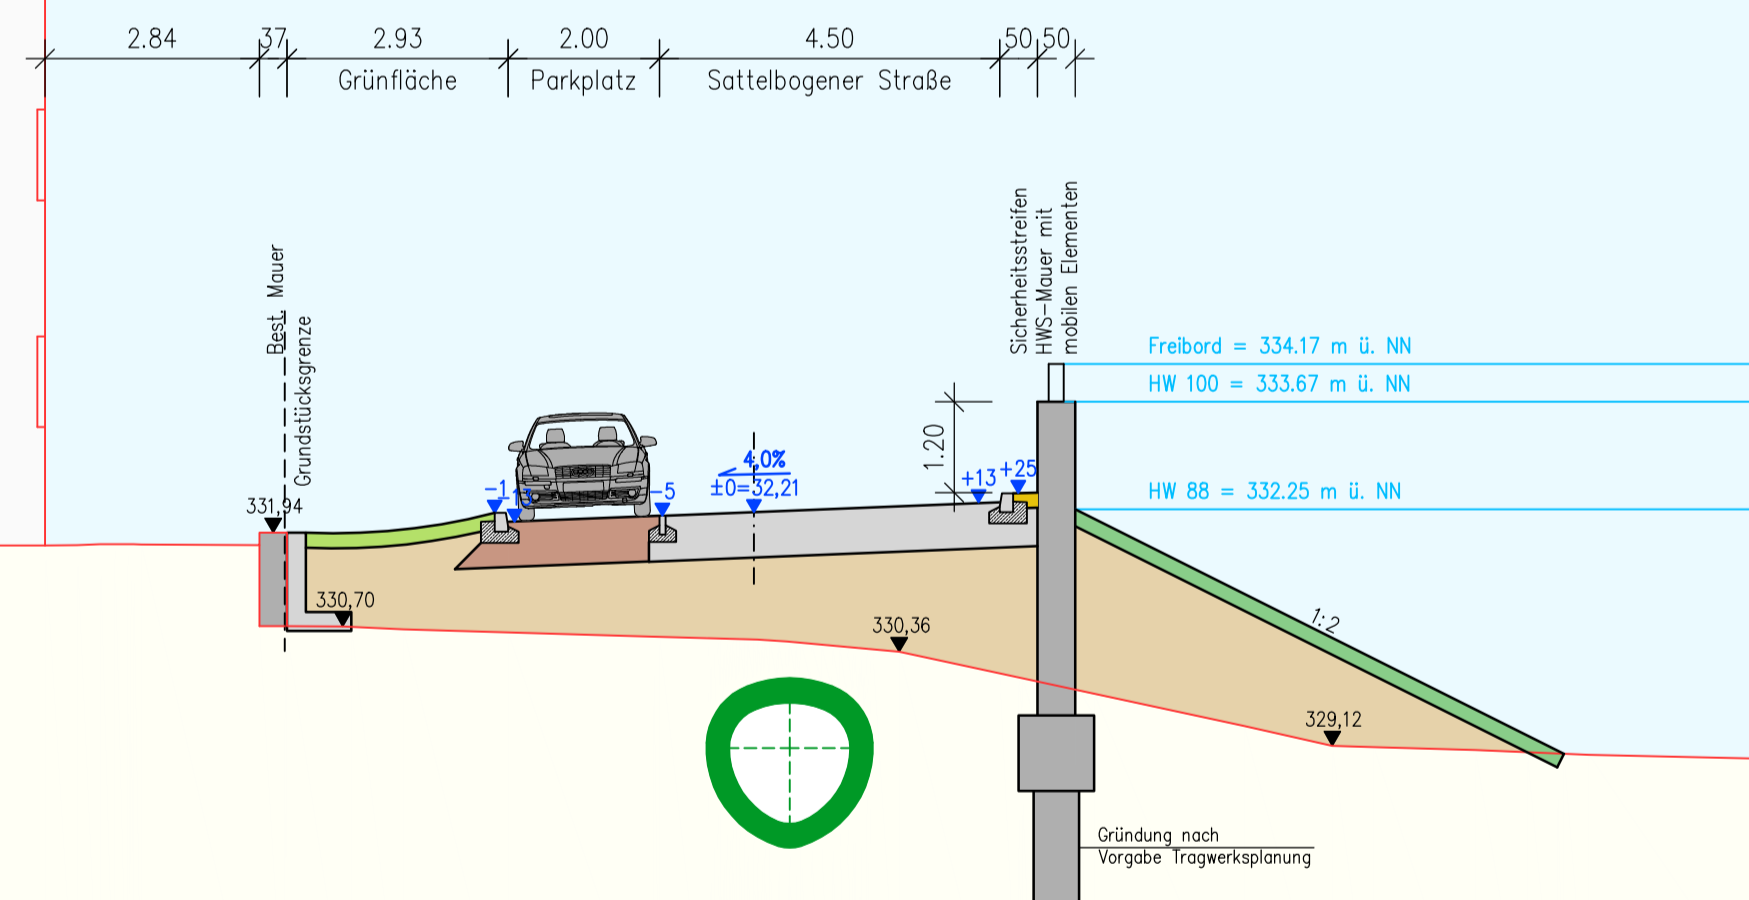 2.84
37
2.93
2.00
4.50
50
50
Grünfläche
Parkplatz
Sattelbogener Straße
Best. Mauer
Grundstücksgrenze
Sicherheitsstreifen
HWS-Mauer mit
mobilen Elementen
Freibord = 334.17 m ü. NN
HW 100 = 333.67 m ü. NN
1.20
4,0%
±0=32,21
+13
+25
-5
HW 88 = 332.25 m ü. NN
331,94
330,70
330,36
1:2
329,12
Gründung nach
Vorgabe Tragwerksplanung